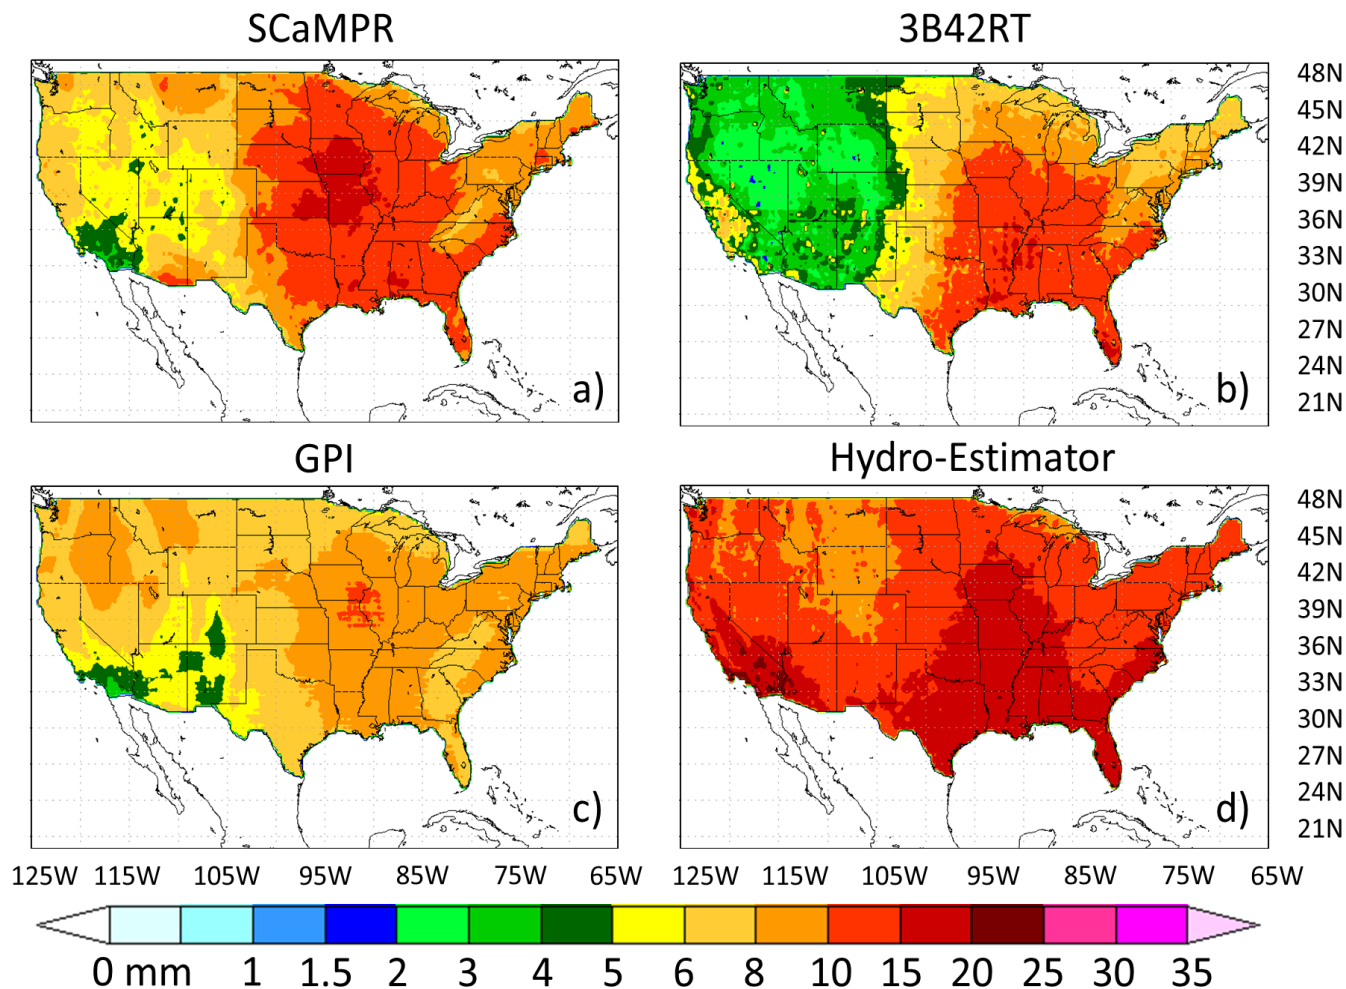 SCaMPR 3B42RT
48N
45N
42N
39N
36N
33N
30N
27N
24N
21N
a) b)
GPI Hydro-Estimator
48N
45N
42N
39N
36N
33N
30N
27N
24N
21N
c) d)
125W 115W 105W 95W 85W 75W 65W 125W 115W 105W 95W 85W 75W 65W
0 mm 1 1.5 2 3 4 5 6 8 10 15 20 25 30 35